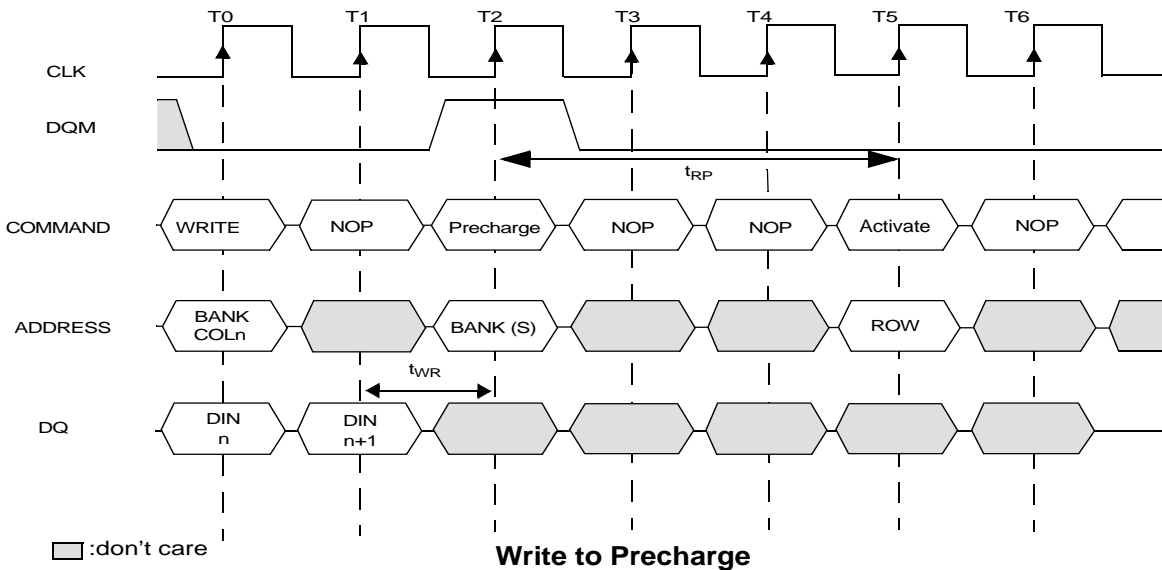 T0 T1 T2 T3 T4 T5 T6
CLK
DQM
tRP
COMMAND WRITE NOP Precharge NOP NOP Activate NOP
ADDRESS BANK COLn BANK (S) ROW
tWR
DQ DIN n DIN n+1
:don't care
Write to Precharge